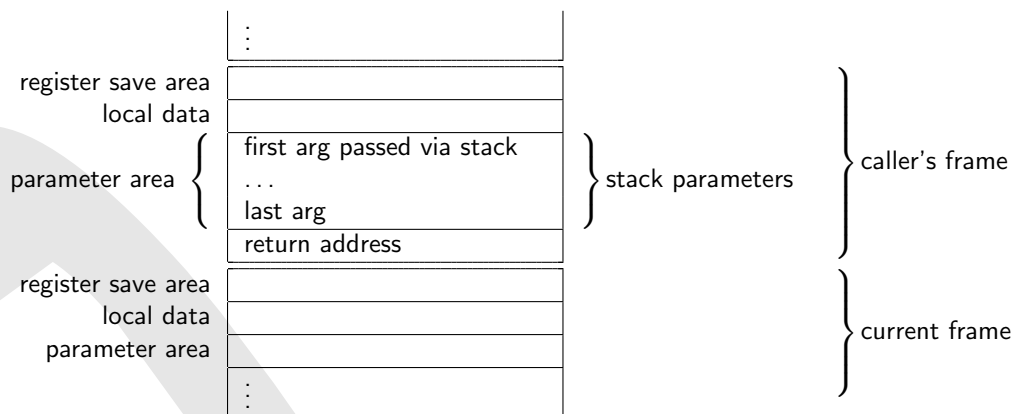 ⋮
register save area
local data
first arg passed via stack
parameter area
. . .
stack parameters
caller's frame
last arg
return address
register save area
local data
parameter area
current frame
⋮